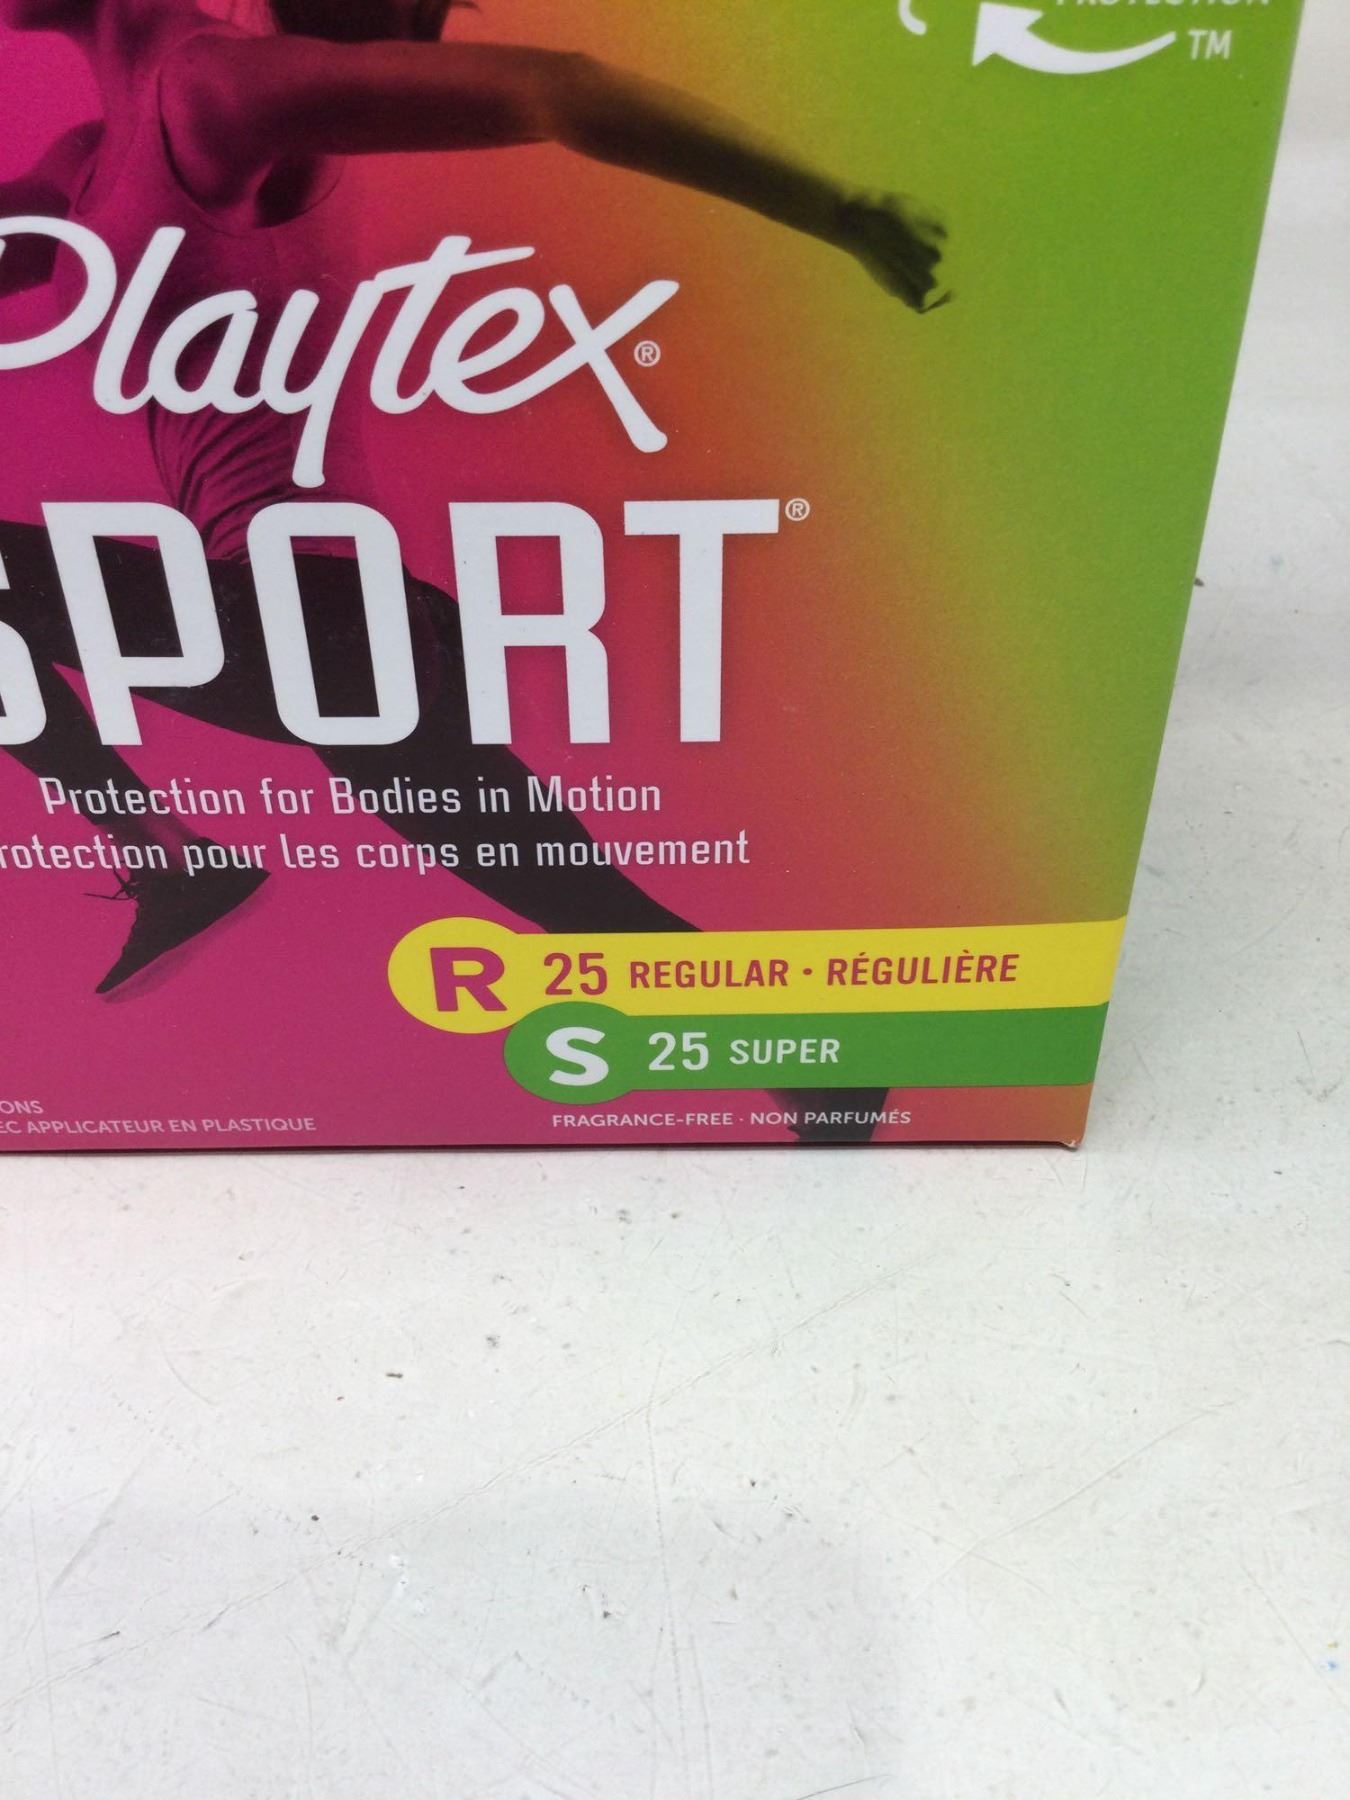 TM
Playtex®
SPORT®
Protection for Bodies in Motion
rotection pour les corps en mouvement
R 25 REGULAR · RÉGULIÈRE
S 25 SUPER
ONS
EC APPLICATEUR EN PLASTIQUE
FRAGRANCE-FREE · NON PARFUMÉS